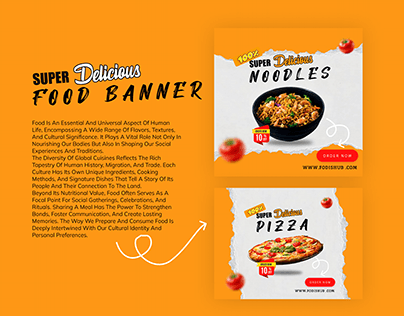 SUPER Delicious
FOOD BANNER
Food Is An Essential And Universal Aspect Of Human
Life, Encompassing A Wide Range Of Flavors, Textures,
And Cultural Significance. It Plays A Vital Role Not Only In
Nourishing Our Bodies But Also In Shaping Our Social
Experiences And Traditions.
The Diversity Of Global Cuisines Reflects The Rich
Tapestry Of Human History, Migration, And Trade. Each
Culture Has Its Own Unique Ingredients, Cooking
Methods, And Signature Dishes That Tell A Story Of Its
People And Their Connection To The Land.
Beyond Its Nutritional Value, Food Often Serves As A
Focal Point For Social Gatherings, Celebrations, And
Rituals. Sharing A Meal Has The Power To Strengthen
Bonds, Foster Communication, And Create Lasting
Memories. The Way We Prepare And Consume Food Is
Deeply Intertwined With Our Cultural Identity And
Personal Preferences.
100%
SUPER Delicious
NOODLES
10%
ORDER NOW
WWW.FODISHUB.COM
100%
SUPER Delicious
PIZZA
10%
ORDER NOW
WWW.FODISHUB.COM